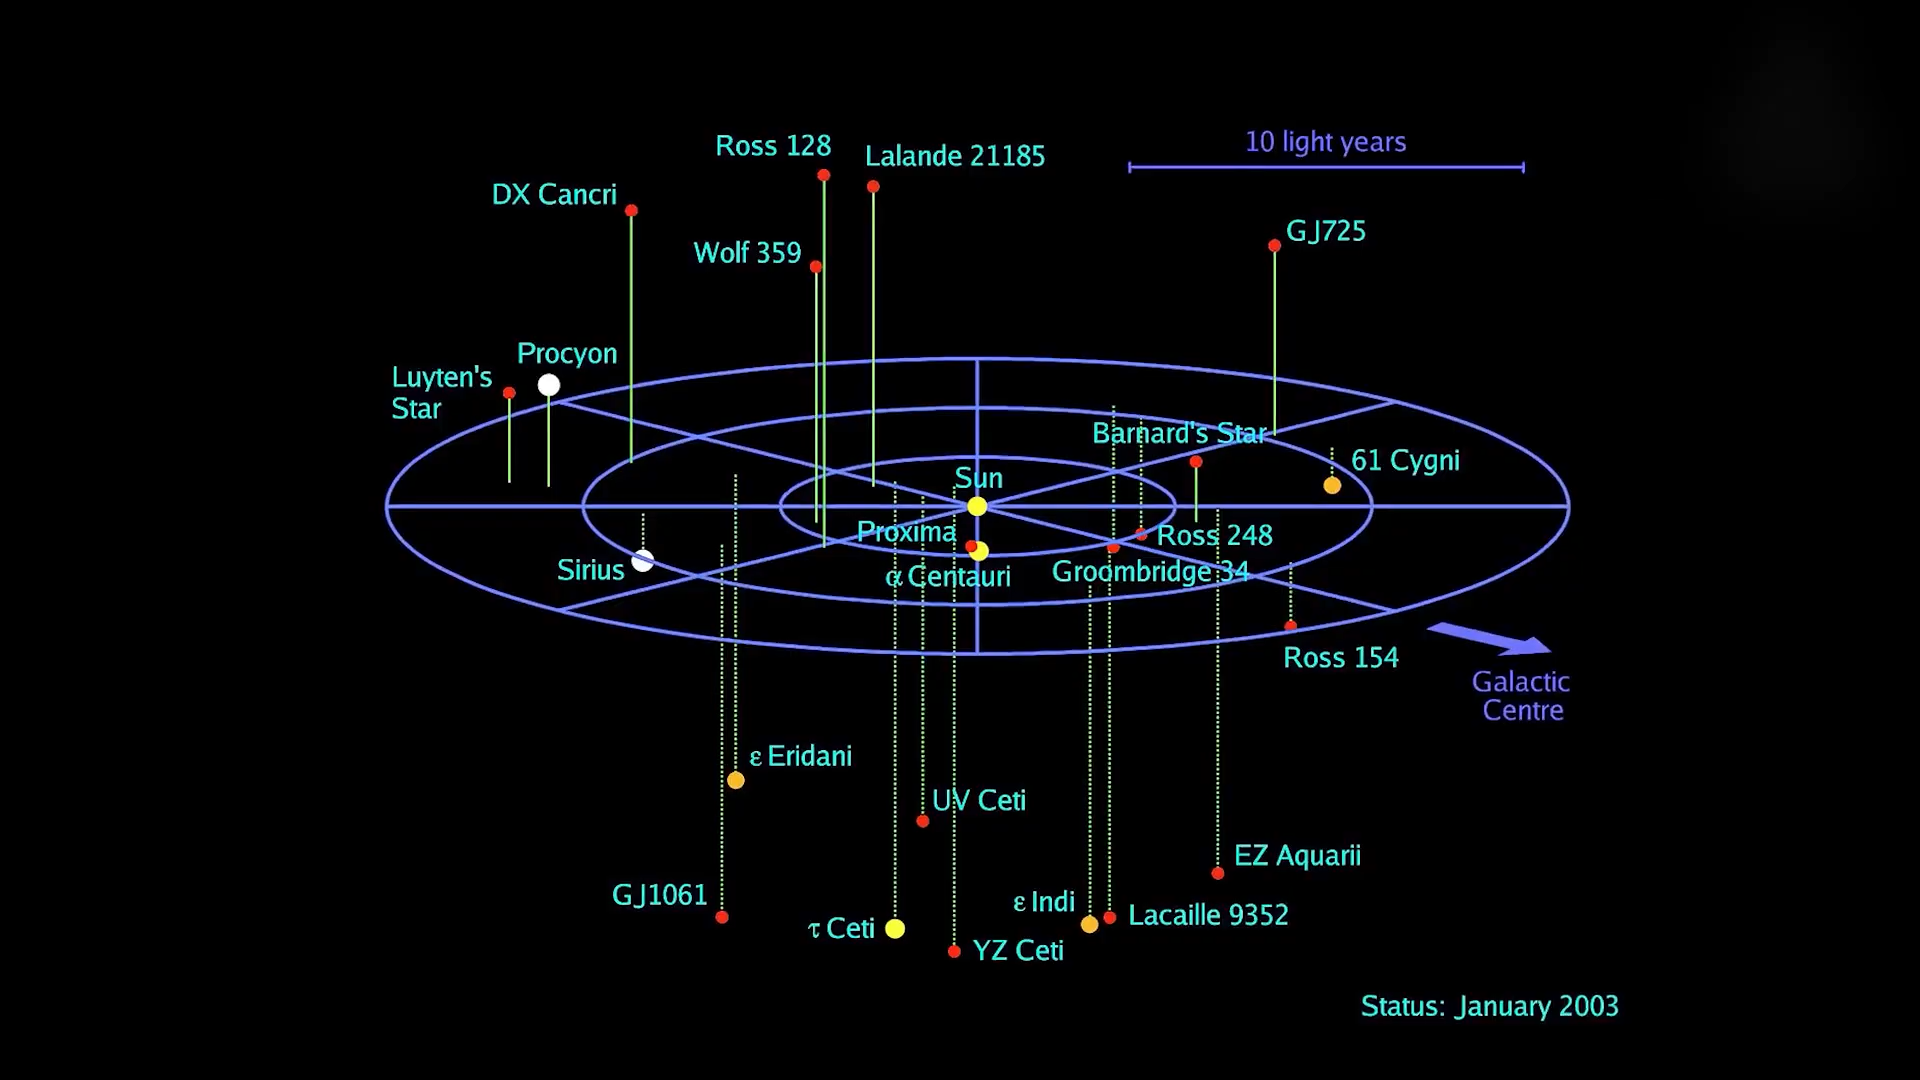 Ross 128
Lalande 21185
10 light years
DX Cancri
GJ725
Wolf 359
Procyon
Luyten's
Star
Barnard's Star
61 Cygni
Sun
Proxima
Ross 248
Sirius
α Centauri
Groombridge 34
Ross 154
Galactic
Centre
ε Eridani
UV Ceti
EZ Aquarii
GJ1061
ε Indi
Lacaille 9352
τ Ceti
YZ Ceti
Status: January 2003